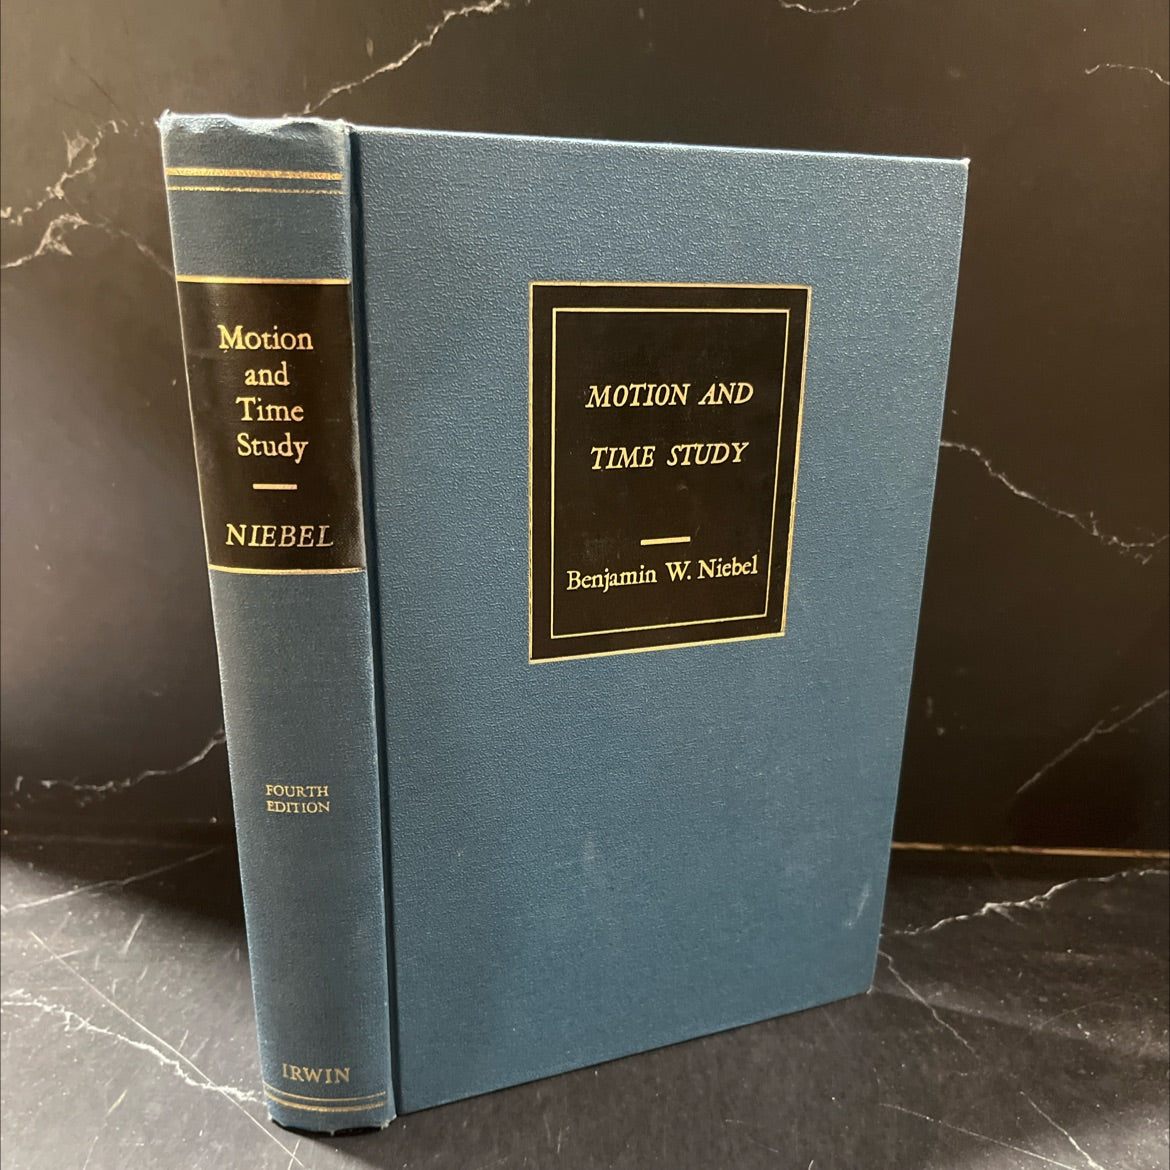 Motion
and
Time
Study
NIEBEL
FOURTH
EDITION
IRWIN
MOTION AND
TIME STUDY
Benjamin W. Niebel